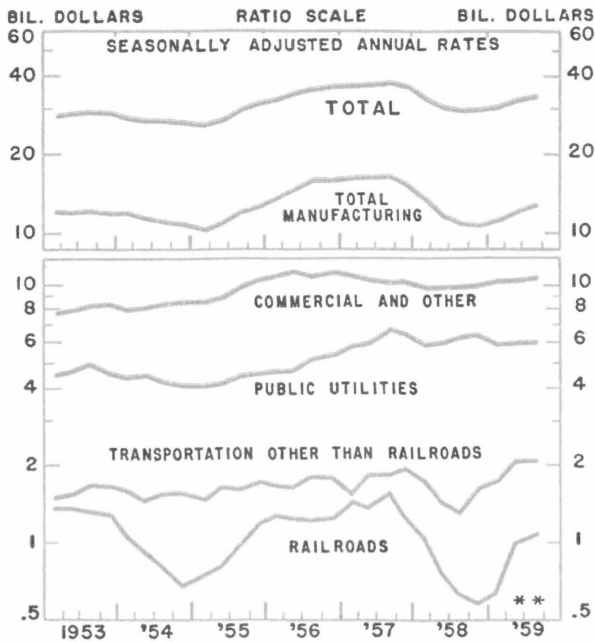 BIL. DOLLARS RATIO SCALE BIL. DOLLARS
60 SEASONALLY ADJUSTED ANNUAL RATES 60
40 40
TOTAL
20 20
TOTAL
MANUFACTURING
10 10
10 10
8 COMMERCIAL AND OTHER 8
6 6
4 PUBLIC UTILITIES 4
TRANSPORTATION OTHER THAN RAILROADS
2 2
1 RAILROADS 1
* *
.5 .5
1953 '54 '55 '56 '57 '58 '59